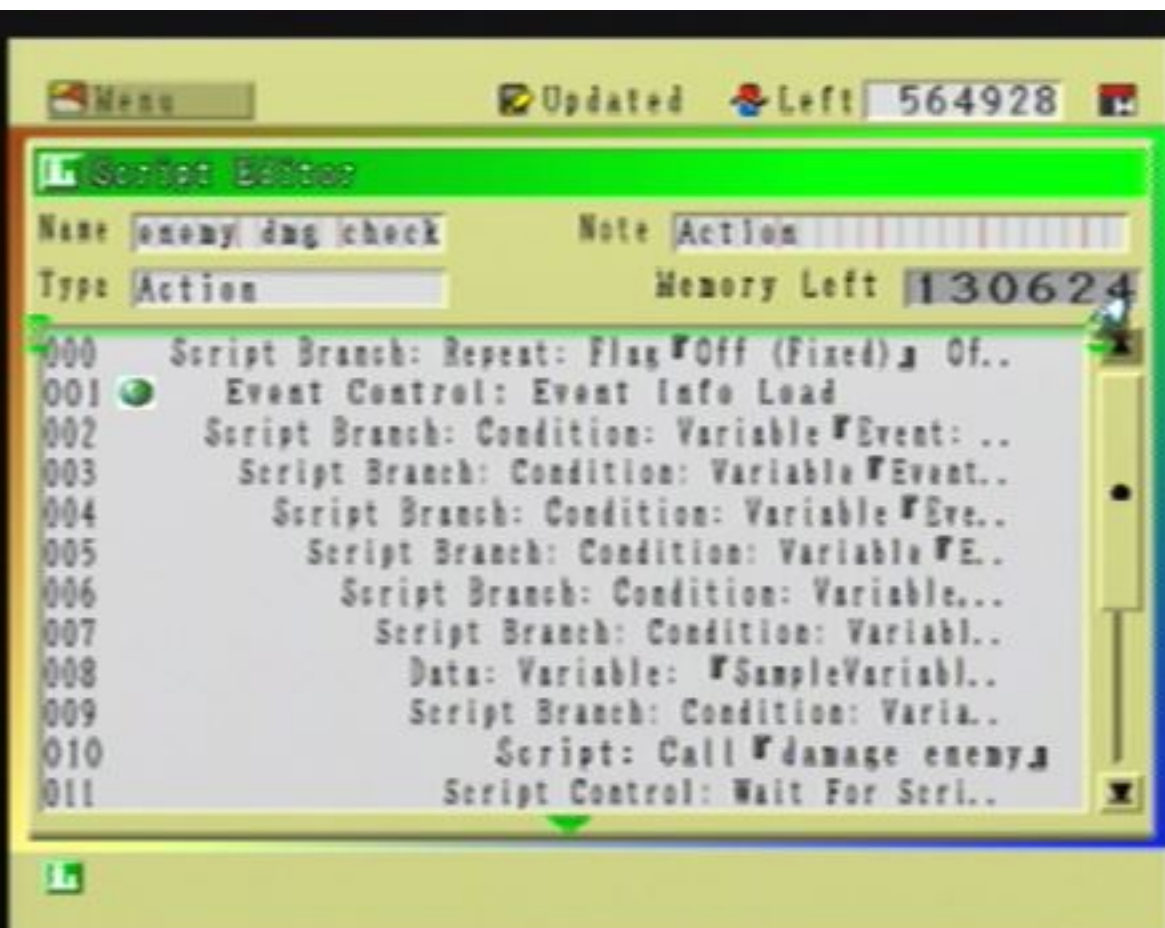 Menu Updated Left 564928
L Script Editor
Name enemy dmg check Note Action
Type Action Memory Left 130624
000 Script Branch: Repeat: Flag『Off (Fixed)』 Of..
001 Event Control: Event Info Load
002 Script Branch: Condition: Variable『Event: ..
003 Script Branch: Condition: Variable『Event..
004 Script Branch: Condition: Variable『Eve..
005 Script Branch: Condition: Variable『E..
006 Script Branch: Condition: Variable...
007 Script Branch: Condition: Variabl..
008 Data: Variable: 『SampleVariabl..
009 Script Branch: Condition: Varia..
010 Script: Call『damage enemy』
011 Script Control: Wait For Scri..
L